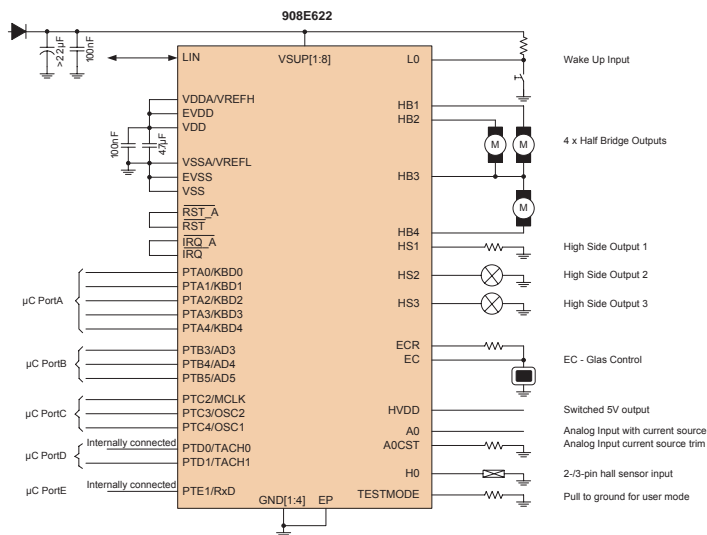 908E622
>22µF
100nF
LIN
VSUP[1:8]
L0
Wake Up Input
VDDA/VREFH
EVDD
VDD
100nF
47µF
VSSA/VREFL
EVSS
VSS
HB1
HB2
M
M
4 x Half Bridge Outputs
HB3
M
HB4
RST_A
RST
IRQ_A
IRQ
HS1
High Side Output 1
HS2
High Side Output 2
HS3
High Side Output 3
µC PortA
PTA0/KBD0
PTA1/KBD1
PTA2/KBD2
PTA3/KBD3
PTA4/KBD4
µC PortB
PTB3/AD3
PTB4/AD4
PTB5/AD5
ECR
EC
EC - Glas Control
µC PortC
PTC2/MCLK
PTC3/OSC2
PTC4/OSC1
HVDD
Switched 5V output
A0
Analog Input with current source
A0CST
Analog Input current source trim
µC PortD
Internally connected
PTD0/TACH0
PTD1/TACH1
H0
2-/3-pin hall sensor input
µC PortE
Internally connected
PTE1/RxD
TESTMODE
Pull to ground for user mode
GND[1:4]
EP